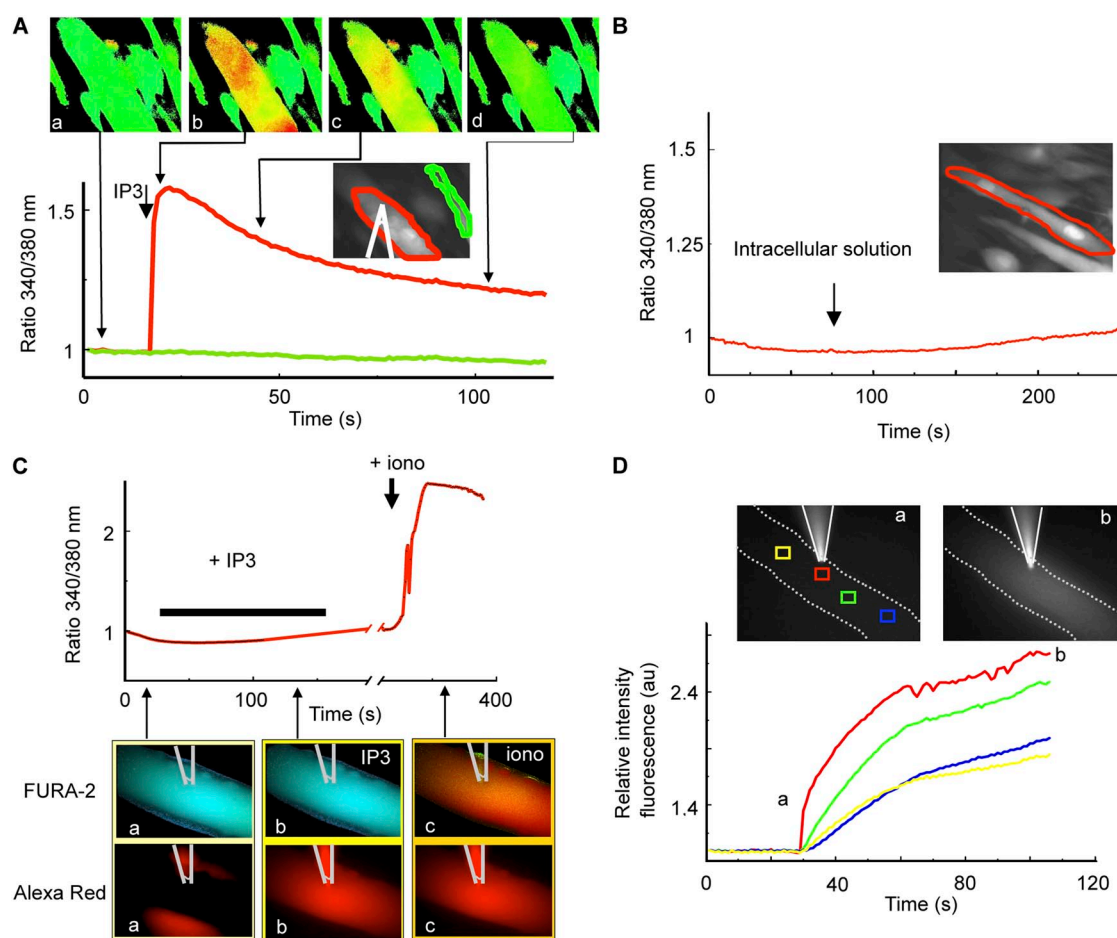 A
a
b
c
d
IP3
Ratio 340/380 nm
1.5
1
0
50
100
Time (s)
B
Ratio 340/380 nm
1.5
1.25
1
Intracellular solution
0
50
100
150
200
250
Time (s)
C
Ratio 340/380 nm
+ iono
2
+ IP3
1
0
100
400
Time (s)
FURA-2
a
IP3
b
iono
c
Alexa Red
a
b
c
D
a
b
Relative intensity
fluorescence (au)
2.4
1.4
a
b
0
40
80
120
Time (s)